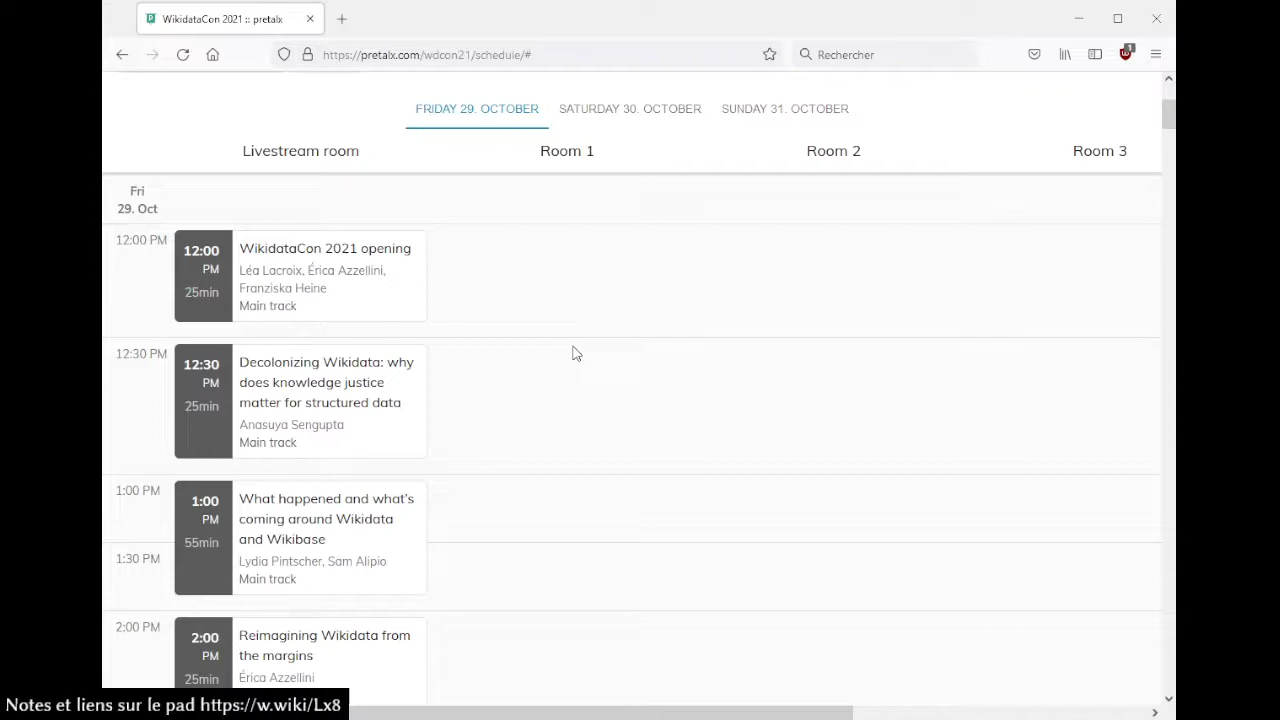 WikidataCon 2021 :: pretalx
https://pretalx.com/wdcon21/schedule/#
Rechercher
1
FRIDAY 29. OCTOBER SATURDAY 30. OCTOBER SUNDAY 31. OCTOBER
Livestream room Room 1 Room 2 Room 3
Fri
29. Oct
12:00 PM
12:00
PM
25min
WikidataCon 2021 opening
Léa Lacroix, Érica Azzellini,
Franziska Heine
Main track
12:30 PM
12:30
PM
25min
Decolonizing Wikidata: why
does knowledge justice
matter for structured data
Anasuya Sengupta
Main track
1:00 PM
1:00
PM
55min
What happened and what's
coming around Wikidata
and Wikibase
Lydia Pintscher, Sam Alipio
Main track
1:30 PM
2:00 PM
2:00
PM
25min
Reimagining Wikidata from
the margins
Érica Azzellini
Notes et liens sur le pad https://w.wiki/Lx8